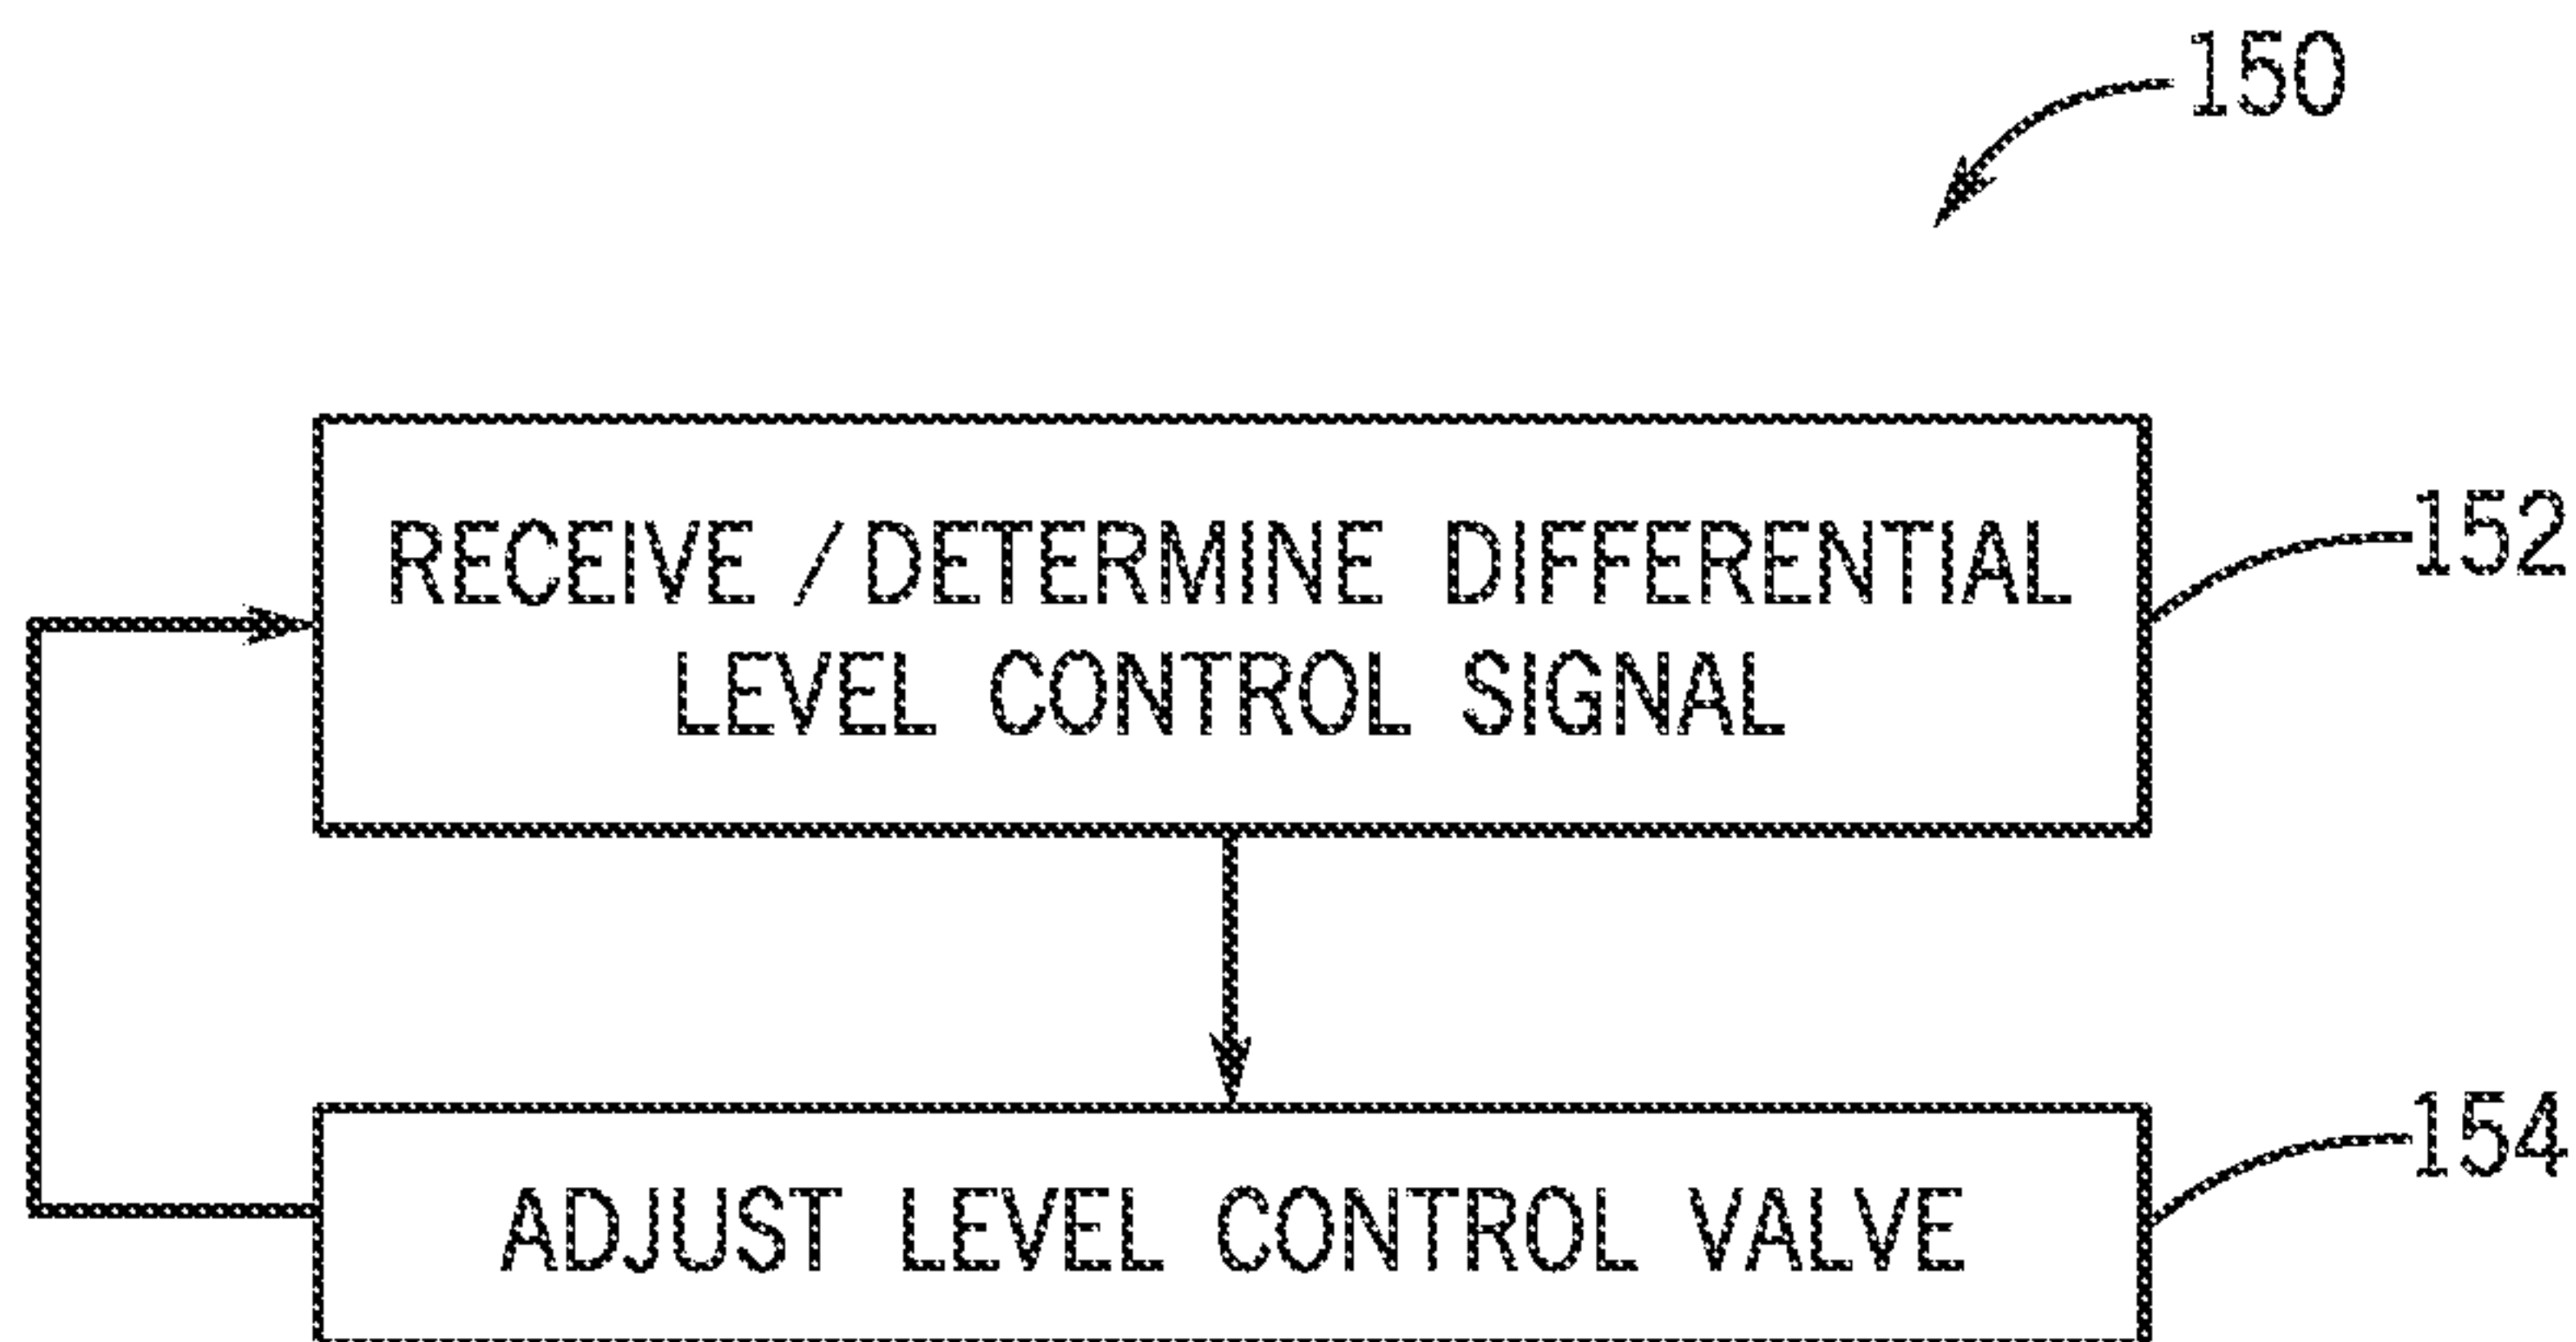 150
RECEIVE / DETERMINE DIFFERENTIAL
LEVEL CONTROL SIGNAL
152
ADJUST LEVEL CONTROL VALVE
154